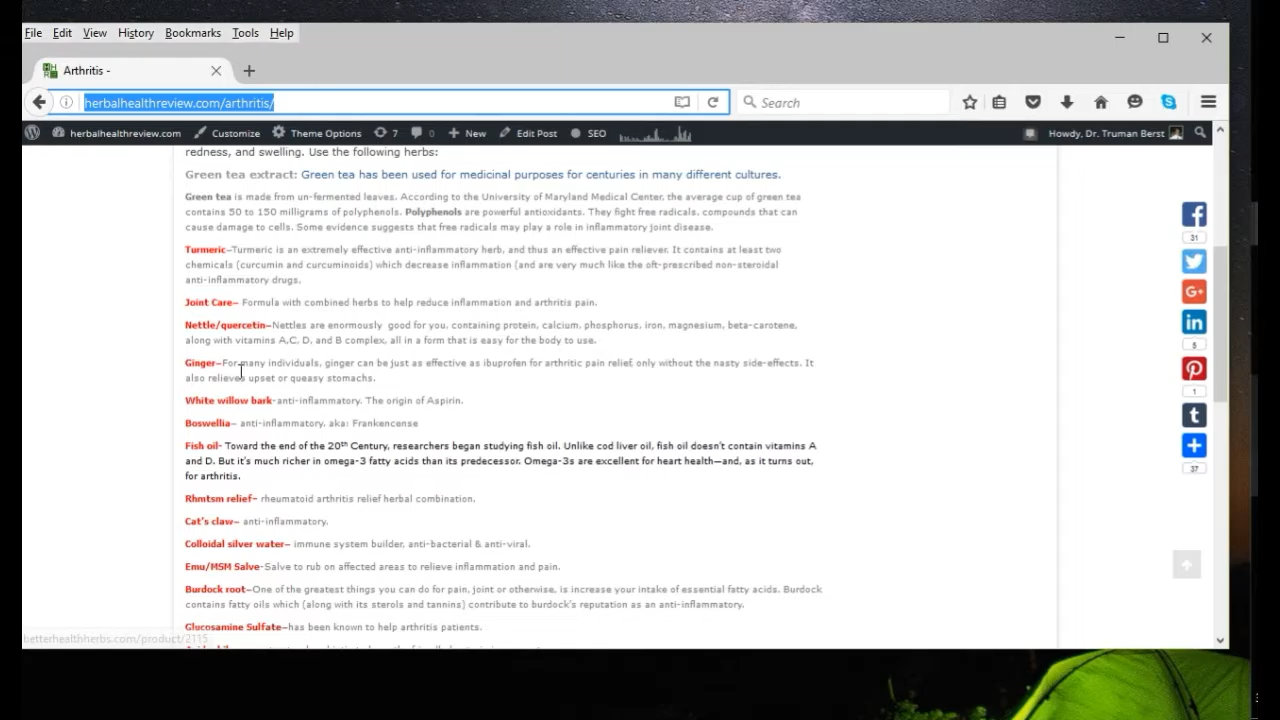 File Edit View History Bookmarks Tools Help
Arthritis -
herbalhealthreview.com/arthritis/
Search
herbalhealthreview.com Customize Theme Options 7 0 New Edit Post SEO Howdy, Dr. Truman Berst
redness, and swelling. Use the following herbs:
Green tea extract: Green tea has been used for medicinal purposes for centuries in many different cultures.
Green tea is made from un-fermented leaves. According to the University of Maryland Medical Center, the average cup of green tea
contains 50 to 150 milligrams of polyphenols. Polyphenols are powerful antioxidants. They fight free radicals, compounds that can
cause damage to cells. Some evidence suggests that free radicals may play a role in inflammatory joint disease.
Turmeric–Turmeric is an extremely effective anti-inflammatory herb, and thus an effective pain reliever. It contains at least two
chemicals (curcumin and curcuminoids) which decrease inflammation (and are very much like the oft-prescribed non-steroidal
anti-inflammatory drugs.
Joint Care– Formula with combined herbs to help reduce inflammation and arthritis pain.
Nettle/quercetin–Nettles are enormously good for you, containing protein, calcium, phosphorus, iron, magnesium, beta-carotene,
along with vitamins A,C, D, and B complex, all in a form that is easy for the body to use.
Ginger–For many individuals, ginger can be just as effective as ibuprofen for arthritic pain relief, only without the nasty side-effects. It
also relieves upset or queasy stomachs.
White willow bark-anti-inflammatory. The origin of Aspirin.
Boswellia– anti-inflammatory. aka: Frankencense
Fish oil- Toward the end of the 20th Century, researchers began studying fish oil. Unlike cod liver oil, fish oil doesn't contain vitamins A
and D. But it's much richer in omega-3 fatty acids than its predecessor. Omega-3s are excellent for heart health—and, as it turns out,
for arthritis.
Rhmtsm relief– rheumatoid arthritis relief herbal combination.
Cat's claw– anti-inflammatory.
Colloidal silver water– immune system builder, anti-bacterial & anti-viral.
Emu/MSM Salve-Salve to rub on affected areas to relieve inflammation and pain.
Burdock root–One of the greatest things you can do for pain, joint or otherwise, is increase your intake of essential fatty acids. Burdock
contains fatty oils which (along with its sterols and tannins) contribute to burdock's reputation as an anti-inflammatory.
Glucosamine Sulfate–has been known to help arthritis patients.
betterhealthherbs.com/product/2115
31
5
1
37